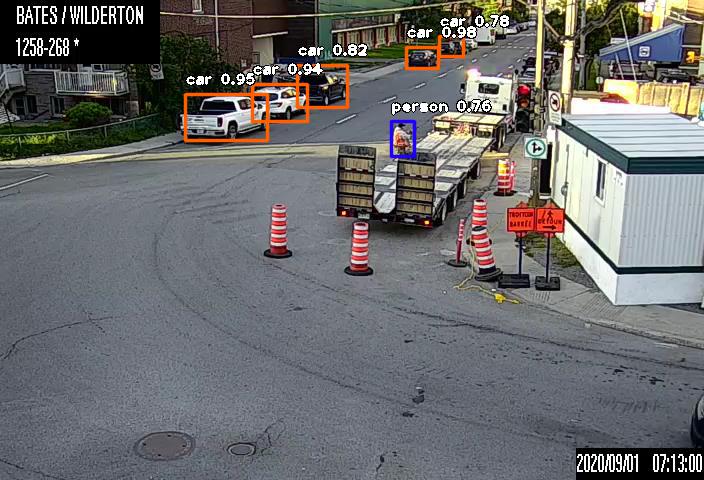 BATES / WILDERTON
1258-268 *
car 0.78
car 0.98
car 0.82
car 0.94
car 0.95
person 0.76
TROTTOIR
BARRÉE
DÉTOUR
2020/09/01 07:13:00